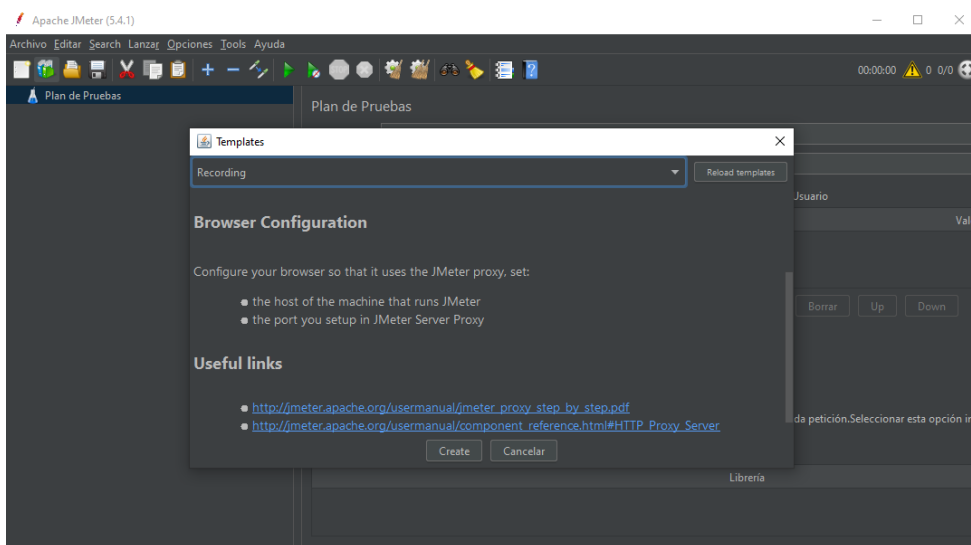 Apache JMeter (5.4.1)
Archivo Editar Search Lanzar Opciones Tools Ayuda
00:00:00 0 0/0
Plan de Pruebas
Plan de Pruebas
Templates
Recording
Reload templates
Usuario
Browser Configuration
Val
Configure your browser so that it uses the JMeter proxy, set:
the host of the machine that runs JMeter
the port you setup in JMeter Server Proxy
Borrar Up Down
Useful links
http://jmeter.apache.org/usermanual/jmeter_proxy_step_by_step.pdf
http://jmeter.apache.org/usermanual/component_reference.html#HTTP_Proxy_Server
da petición.Seleccionar esta opción
Create Cancelar
Librería